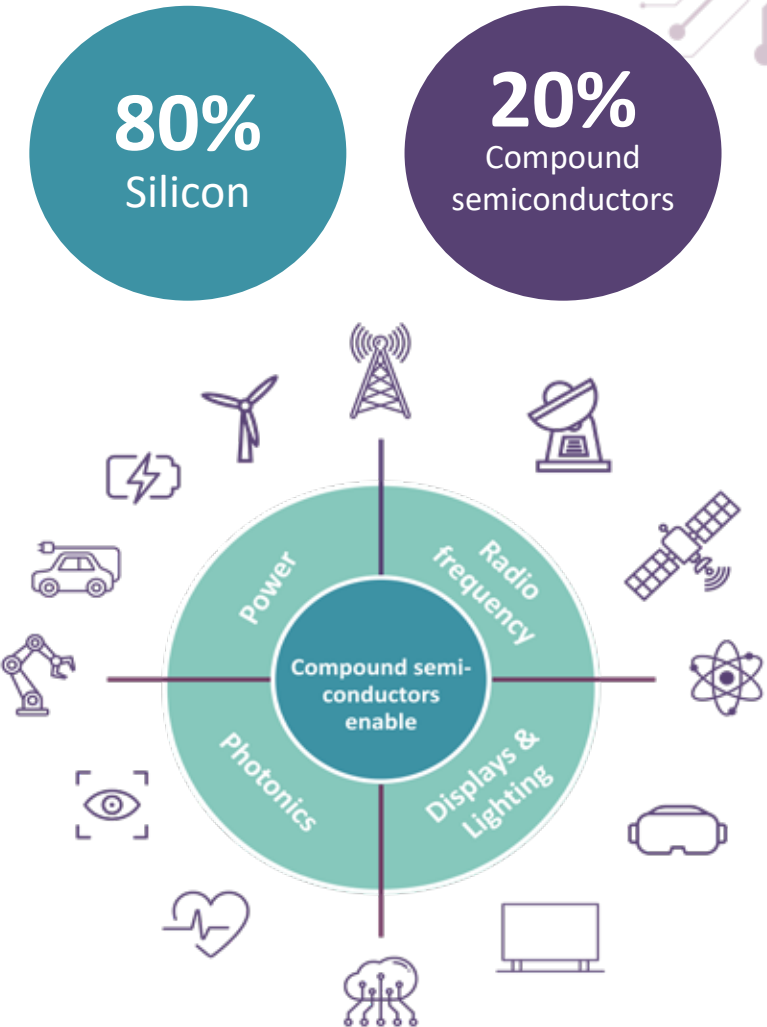 80%
Silicon
20%
Compound
semiconductors
Power
Radio
frequency
Compound semi-
conductors
enable
Photonics
Displays &
Lighting